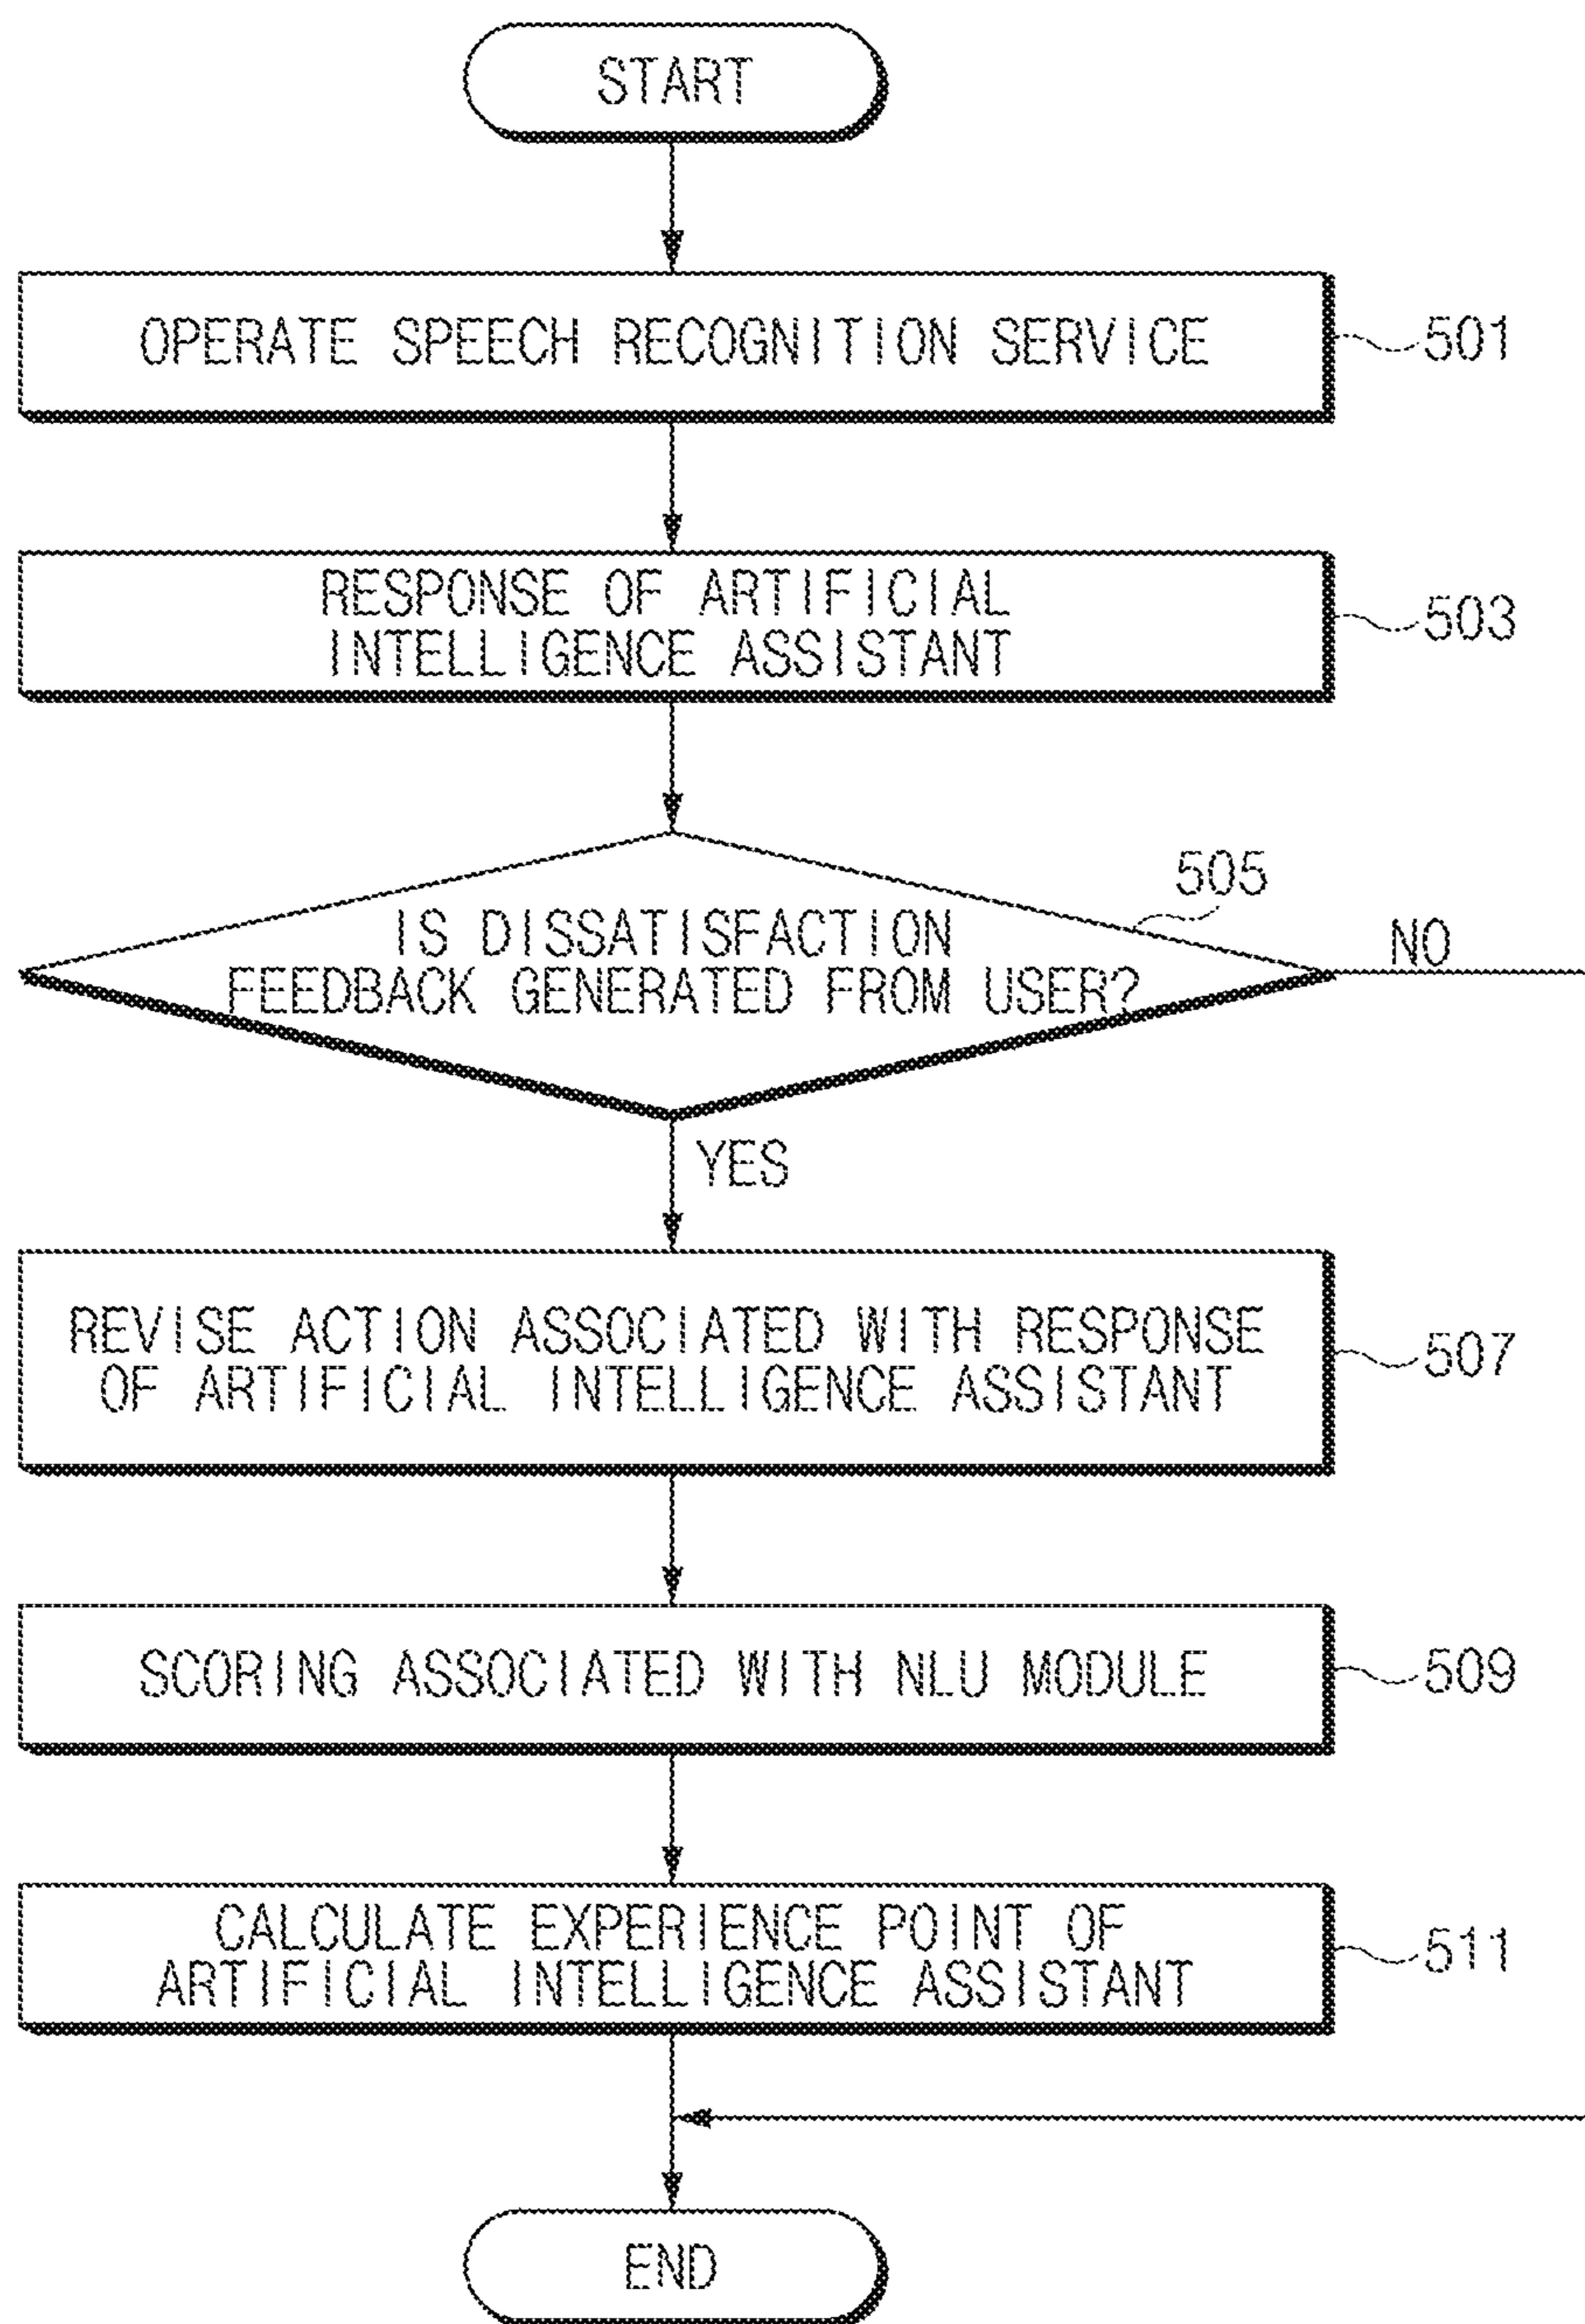 START
OPERATE SPEECH RECOGNITION SERVICE
501
RESPONSE OF ARTIFICIAL
INTELLIGENCE ASSISTANT
503
505
IS DISSATISFACTION
FEEDBACK GENERATED FROM USER?
NO
YES
REVISE ACTION ASSOCIATED WITH RESPONSE
OF ARTIFICIAL INTELLIGENCE ASSISTANT
507
SCORING ASSOCIATED WITH NLU MODULE
509
CALCULATE EXPERIENCE POINT OF
ARTIFICIAL INTELLIGENCE ASSISTANT
511
END